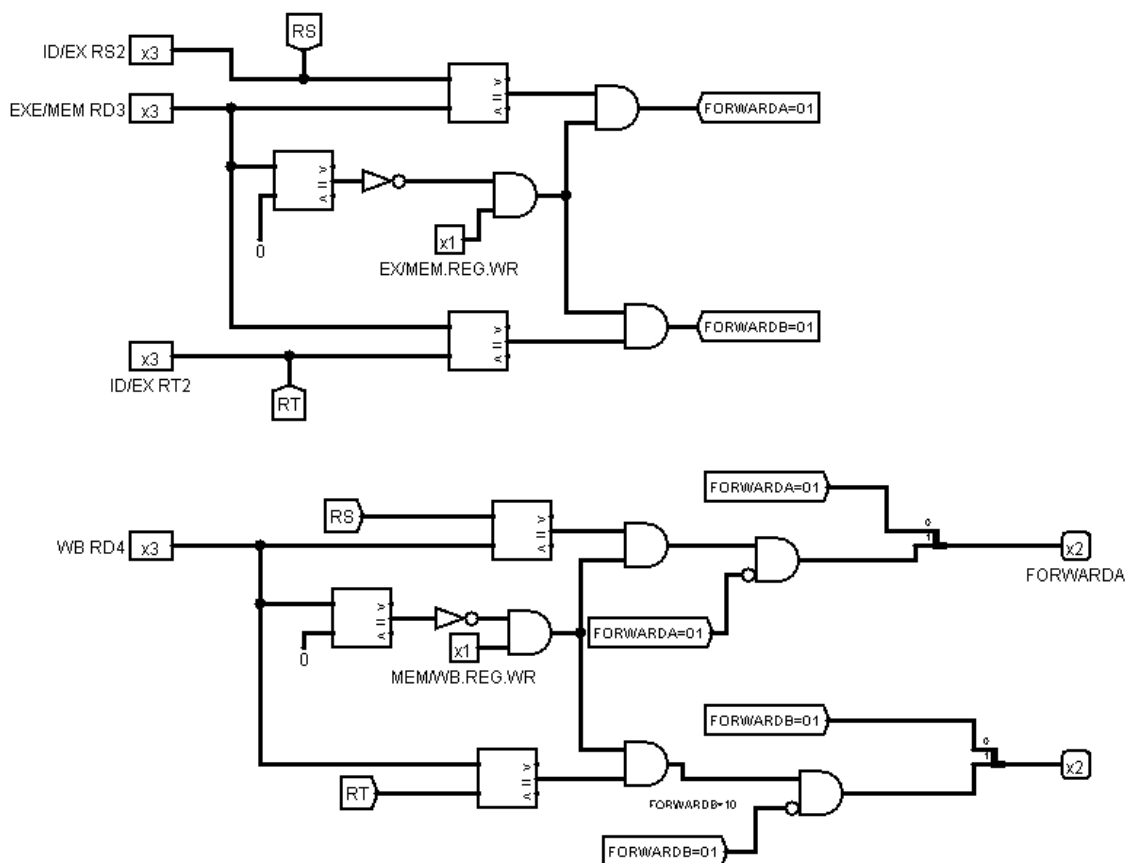 RS
ID/EX RS2
x3
EXE/MEM RD3
x3
FORWARDA=01
0
x1
EX/MEM.REG.WR
FORWARDB=01
x3
ID/EX RT2
RT
FORWARDA=01
RS
0
1
WB RD4
x3
x2
FORWARDA
FORWARDA=01
0
x1
MEM/WB.REG.WR
FORWARDB=01
0
1
x2
RT
FORWARDB=10
FORWARDB=01